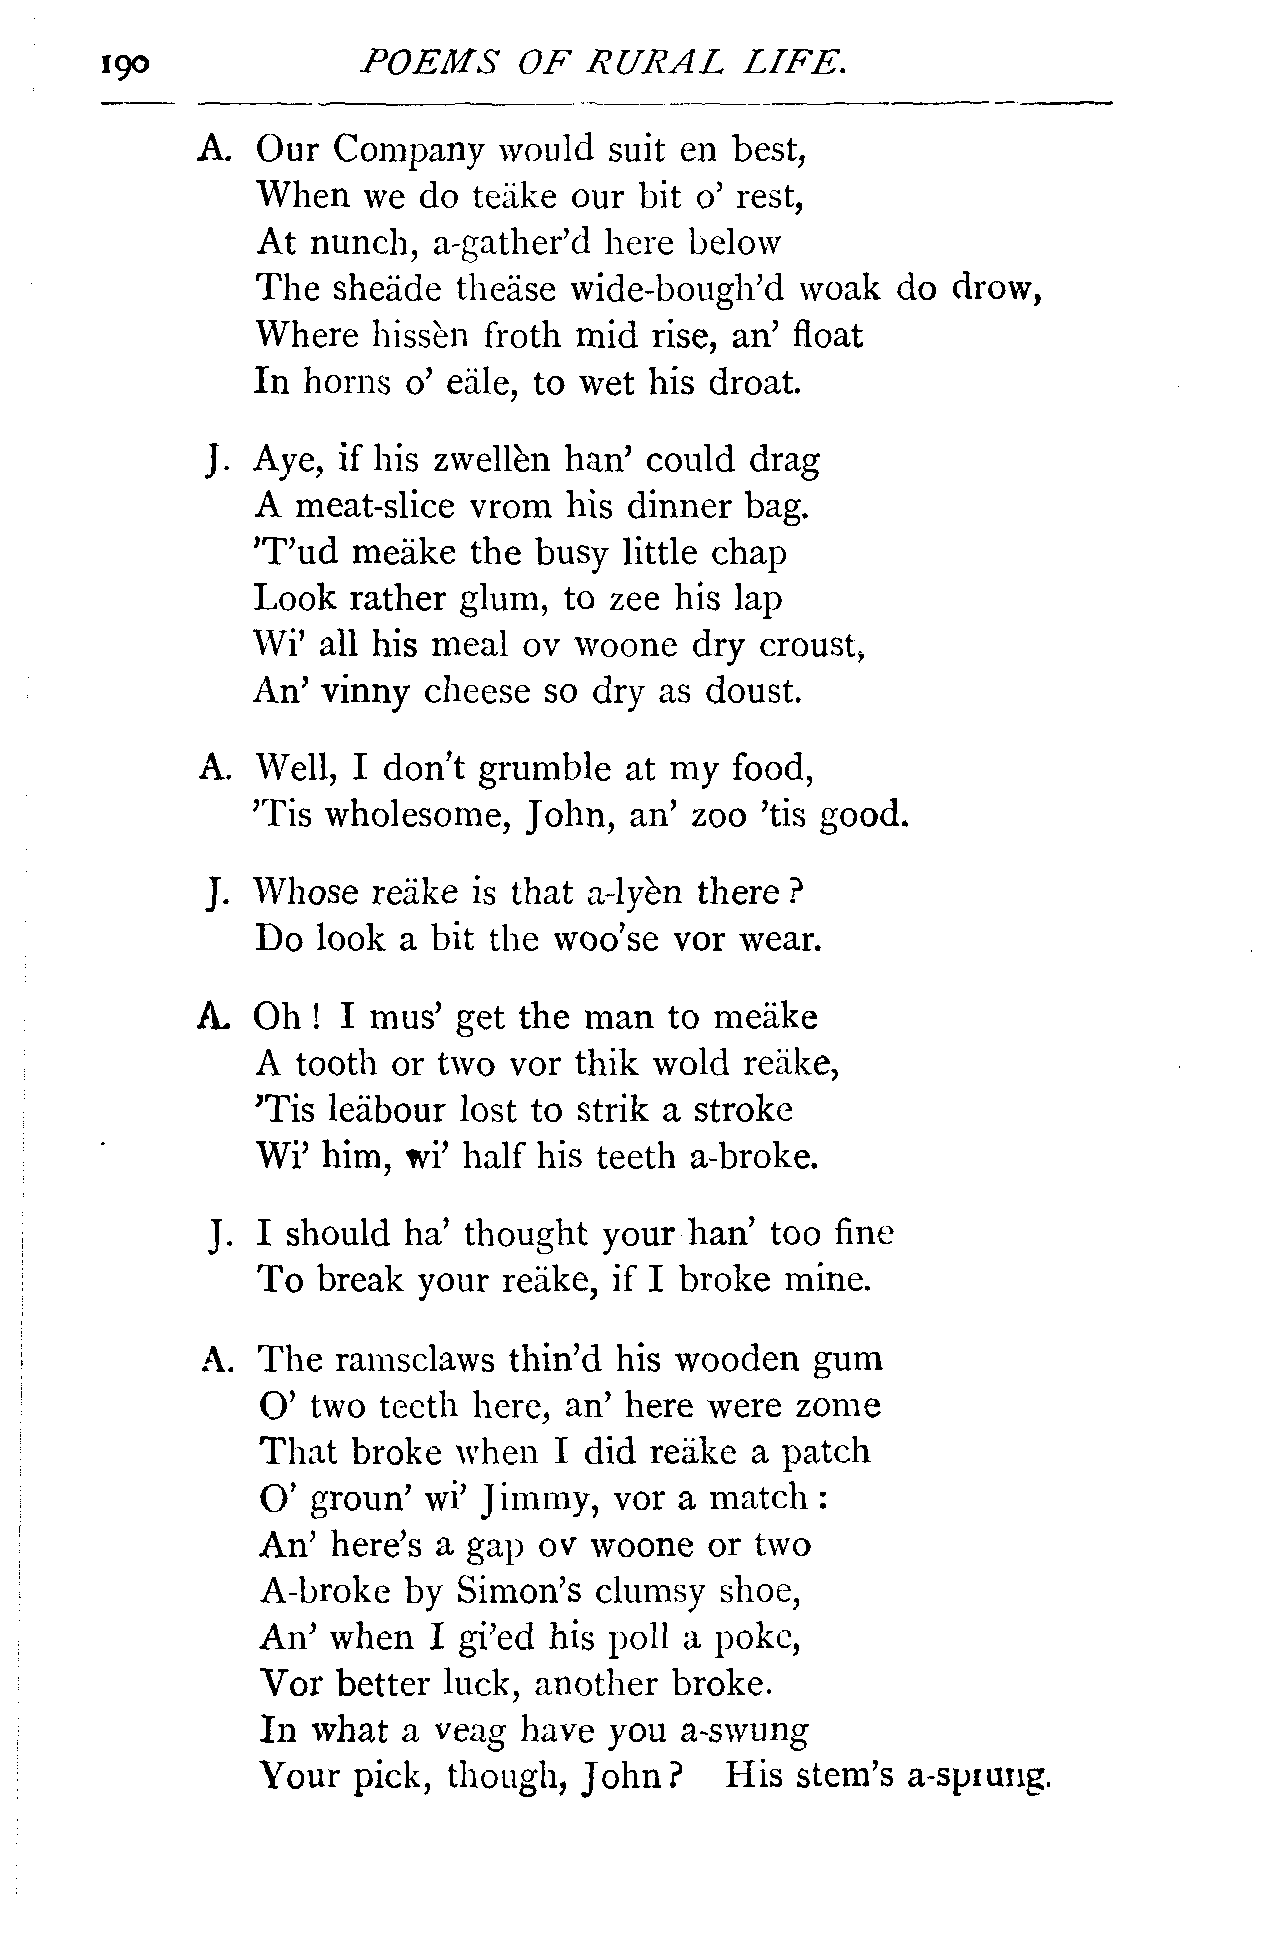 190 POEMS OF RURAL LIFE.
A. Our Company would suit en best,
When we do teäke our bit o' rest,
At nunch, a-gather'd here below
The sheäde theäse wide-bough'd woak do drow,
Where hissèn froth mid rise, an' float
In horns o' eäle, to wet his droat.
J. Aye, if his zwellèn han' could drag
A meat-slice vrom his dinner bag.
'T'ud meäke the busy little chap
Look rather glum, to zee his lap
Wi' all his meal ov woone dry croust,
An' vinny cheese so dry as doust.
A. Well, I don't grumble at my food,
'Tis wholesome, John, an' zoo 'tis good.
J. Whose reäke is that a-lyèn there?
Do look a bit the woo'se vor wear.
A. Oh! I mus' get the man to meäke
A tooth or two vor thik wold reäke,
'Tis leäbour lost to strik a stroke
Wi' him, wi' half his teeth a-broke.
J. I should ha' thought your han' too fine
To break your reäke, if I broke mine.
A. The ramsclaws thin'd his wooden gum
O' two teeth here, an' here were zome
That broke when I did reäke a patch
O' groun' wi' Jimmy, vor a match:
An' here's a gap ov woone or two
A-broke by Simon's clumsy shoe,
An' when I gi'ed his poll a poke,
Vor better luck, another broke.
In what a veag have you a-swung
Your pick, though, John? His stem's a-sprung.